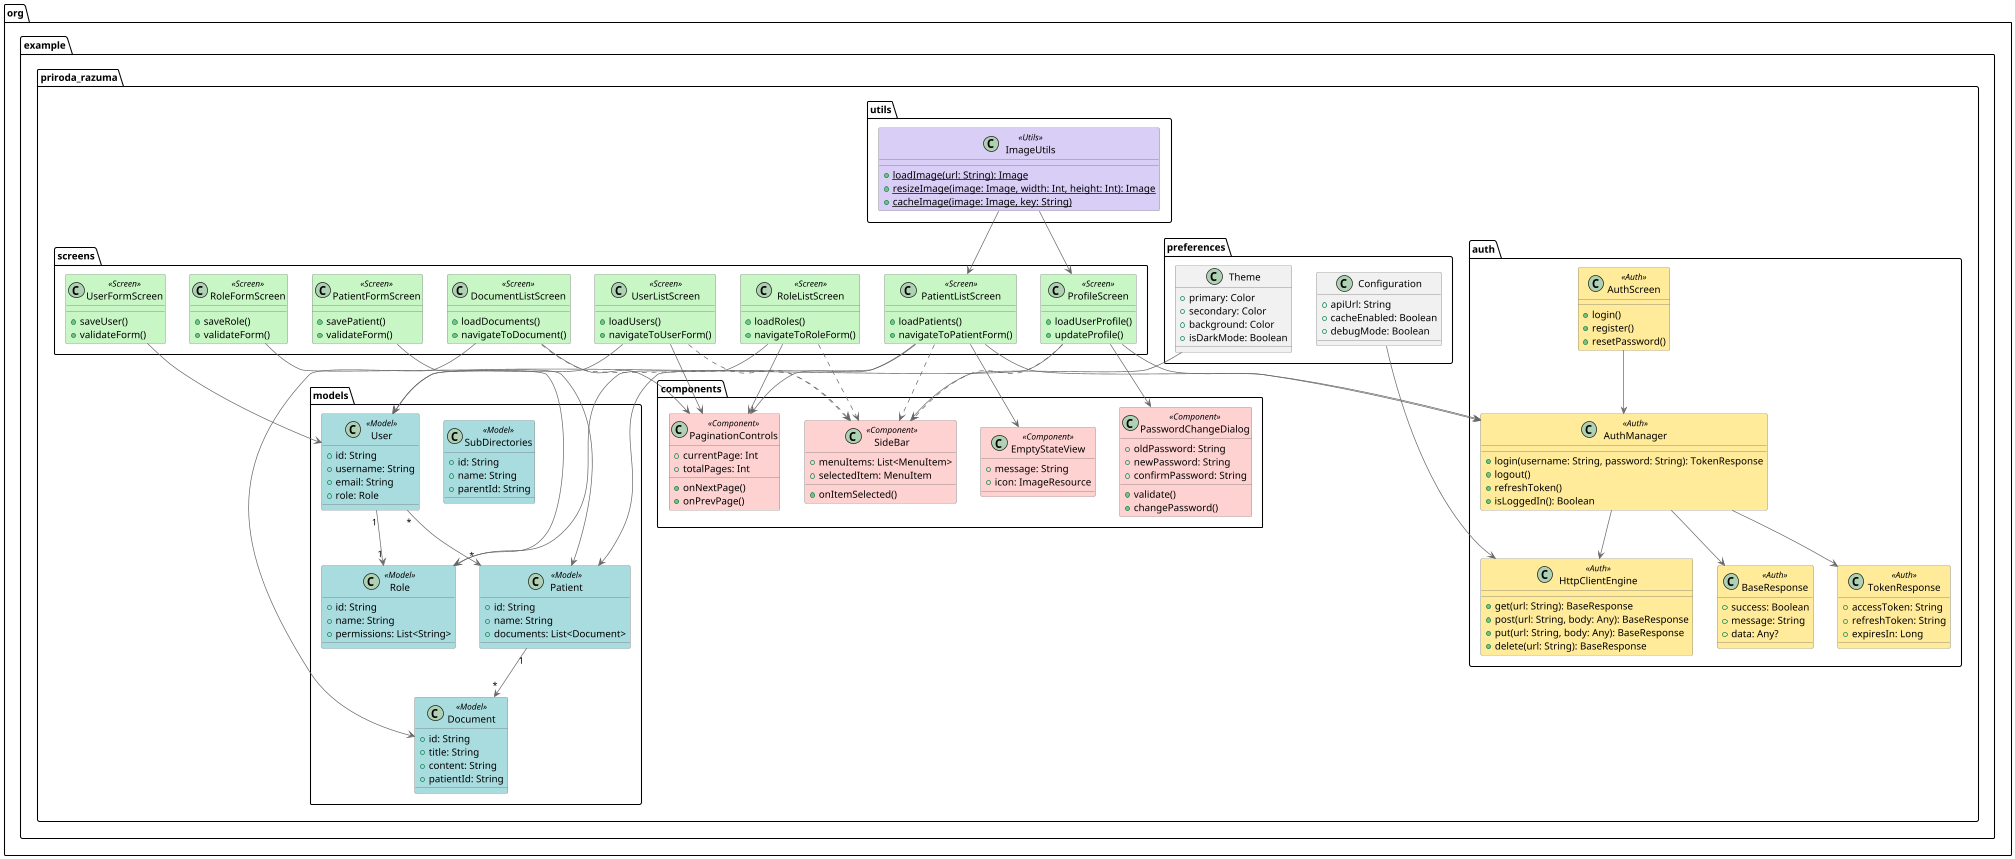 org
example
priroda_razuma
utils
C
«Utils»
ImageUtils
loadImage(url: String): Image
resizeImage(image: Image, width: Int, height: Int): Image
cacheImage(image: Image, key: String)
screens
C
«Screen»
UserFormScreen
saveUser()
validateForm()
C
«Screen»
RoleFormScreen
saveRole()
validateForm()
C
«Screen»
PatientFormScreen
savePatient()
validateForm()
C
«Screen»
DocumentListScreen
loadDocuments()
navigateToDocument()
C
«Screen»
UserListScreen
loadUsers()
navigateToUserForm()
C
«Screen»
RoleListScreen
loadRoles()
navigateToRoleForm()
C
«Screen»
PatientListScreen
loadPatients()
navigateToPatientForm()
C
«Screen»
ProfileScreen
loadUserProfile()
updateProfile()
preferences
C
Theme
primary: Color
secondary: Color
background: Color
isDarkMode: Boolean
C
Configuration
apiUrl: String
cacheEnabled: Boolean
debugMode: Boolean
auth
C
«Auth»
AuthScreen
login()
register()
resetPassword()
C
«Auth»
AuthManager
login(username: String, password: String): TokenResponse
logout()
refreshToken()
isLoggedIn(): Boolean
C
«Auth»
HttpClientEngine
get(url: String): BaseResponse
post(url: String, body: Any): BaseResponse
put(url: String, body: Any): BaseResponse
delete(url: String): BaseResponse
C
«Auth»
BaseResponse
success: Boolean
message: String
data: Any?
C
«Auth»
TokenResponse
accessToken: String
refreshToken: String
expiresIn: Long
models
C
«Model»
User
id: String
username: String
email: String
role: Role
C
«Model»
SubDirectories
id: String
name: String
parentId: String
1
*
1
*
C
«Model»
Role
id: String
name: String
permissions: List<String>
C
«Model»
Patient
id: String
name: String
documents: List<Document>
1
*
C
«Model»
Document
id: String
title: String
content: String
patientId: String
components
C
«Component»
PaginationControls
currentPage: Int
totalPages: Int
onNextPage()
onPrevPage()
C
«Component»
SideBar
menuItems: List<MenuItem>
selectedItem: MenuItem
onItemSelected()
C
«Component»
EmptyStateView
message: String
icon: ImageResource
C
«Component»
PasswordChangeDialog
oldPassword: String
newPassword: String
confirmPassword: String
validate()
changePassword()